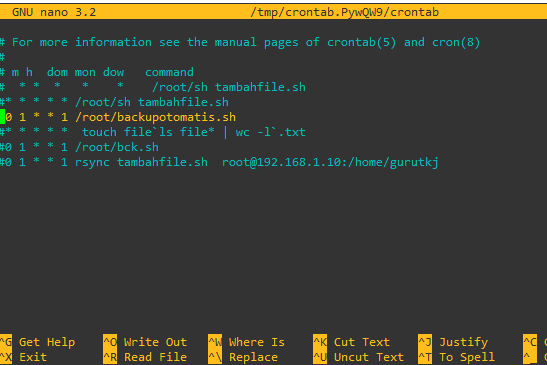 GNU nano 3.2 /tmp/crontab.PywQW9/crontab
# For more information see the manual pages of crontab(5) and cron(8)
#
# m h  dom mon dow   command
#  * *  *   *   *    /root/sh tambahfile.sh
#* * * * * /root/sh tambahfile.sh
0 1 * * 1 /root/backupotomatis.sh
#* * * * *  touch file`ls file* | wc -l`.txt
#0 1 * * 1 /root/bck.sh
#0 1 * * 1 rsync tambahfile.sh  root@192.168.1.10:/home/gurutkj
^G Get Help ^O Write Out ^W Where Is ^K Cut Text ^J Justify ^C C
^X Exit ^R Read File ^\ Replace ^U Uncut Text ^T To Spell ^_ G